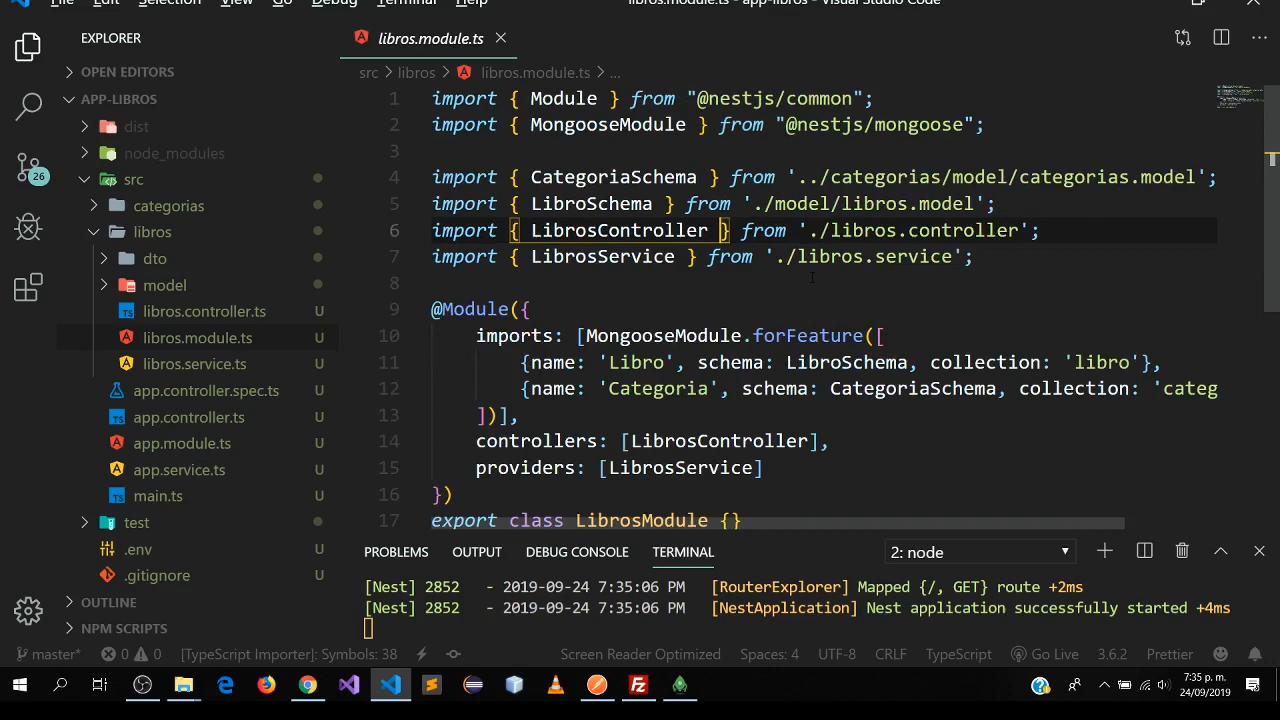 File Edit Selection View Go Debug Terminal Help
libros.module.ts - app-libros - Visual Studio Code
EXPLORER
libros.module.ts
OPEN EDITORS
APP-LIBROS
dist
node_modules
src
categorias
libros
dto
model
libros.controller.ts U
libros.module.ts U
libros.service.ts U
app.controller.spec.ts U
app.controller.ts U
app.module.ts U
app.service.ts U
main.ts U
test
.env U
.gitignore U
OUTLINE
NPM SCRIPTS
26
src > libros > libros.module.ts > ...
1 import { Module } from "@nestjs/common";
2 import { MongooseModule } from "@nestjs/mongoose";
3
4 import { CategoriaSchema } from '../categorias/model/categorias.model';
5 import { LibroSchema } from './model/libros.model';
6 import { LibrosController } from './libros.controller';
7 import { LibrosService } from './libros.service';
8
9 @Module({
10 imports: [MongooseModule.forFeature([
11 {name: 'Libro', schema: LibroSchema, collection: 'libro'},
12 {name: 'Categoria', schema: CategoriaSchema, collection: 'categ
13 ])],
14 controllers: [LibrosController],
15 providers: [LibrosService]
16 })
17 export class LibrosModule {}
PROBLEMS OUTPUT DEBUG CONSOLE TERMINAL 2: node
[Nest] 2852 - 2019-09-24 7:35:06 PM [RouterExplorer] Mapped {/, GET} route +2ms
[Nest] 2852 - 2019-09-24 7:35:06 PM [NestApplication] Nest application successfully started +4ms
master* 0 0 [TypeScript Importer]: Symbols: 38 Screen Reader Optimized Spaces: 4 UTF-8 CRLF TypeScript Go Live 3.6.2 Prettier
7:35 p. m.
24/09/2019